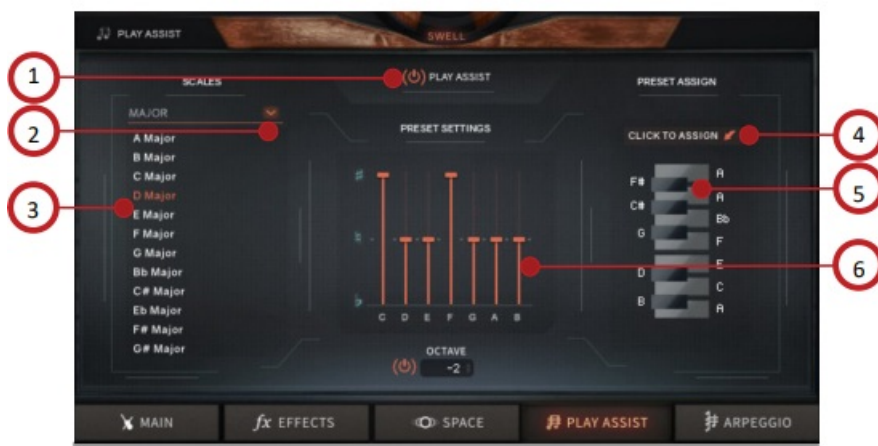 PLAY ASSIST
SWELL
1
SCALES
PLAY ASSIST
PRESET ASSIGN
MAJOR
2
A Major
B Major
C Major
3
D Major
E Major
F Major
G Major
Bb Major
C# Major
Eb Major
F# Major
G# Major
PRESET SETTINGS
♯
♮
♭
C D E F G A B
OCTAVE
-2
CLICK TO ASSIGN
4
5
6
F#
C#
G
D
B
A
A
Bb
F
E
C
A
MAIN
fx EFFECTS
SPACE
PLAY ASSIST
ARPEGGIO